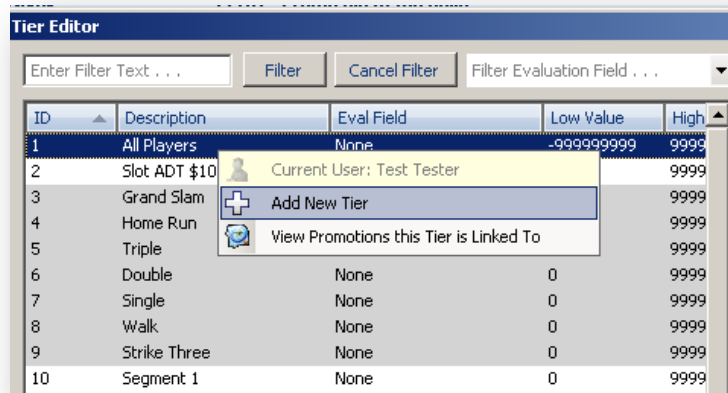 Tier Editor
Enter Filter Text . . . Filter Cancel Filter Filter Evaluation Field . . .
ID Description Eval Field Low Value High
1 All Players None -999999999 9999
2 Slot ADT $10 9999
Current User: Test Tester
3 Grand Slam 9999
Add New Tier
4 Home Run 9999
View Promotions this Tier is Linked To
5 Triple 9999
6 Double None 0 9999
7 Single None 0 9999
8 Walk None 0 9999
9 Strike Three None 0 9999
10 Segment 1 None 0 9999